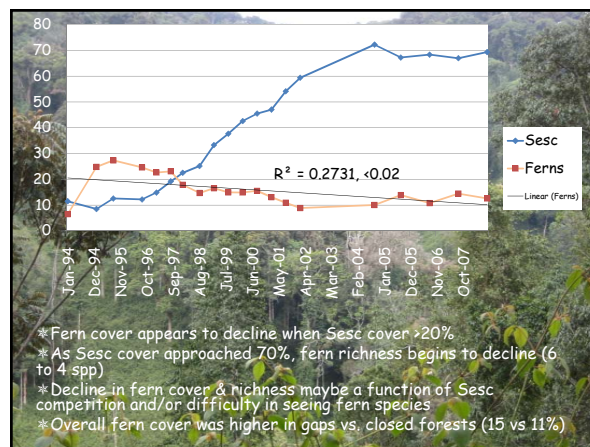 80
70
60
50
40
30
20
10
0
R² = 0.2731, <0.02
Sesc
Ferns
Linear (Ferns)
Jan-94
Dec-94
Nov-95
Oct-96
Sep-97
Aug-98
Jul-99
Jun-00
May-01
Apr-02
Mar-03
Feb-04
Jan-05
Dec-05
Nov-06
Oct-07
✳Fern cover appears to decline when Sesc cover >20%
✳As Sesc cover approached 70%, fern richness begins to decline (6
to 4 spp)
✳Decline in fern cover & richness maybe a function of Sesc
competition and/or difficulty in seeing fern species
✳Overall fern cover was higher in gaps vs. closed forests (15 vs 11%)